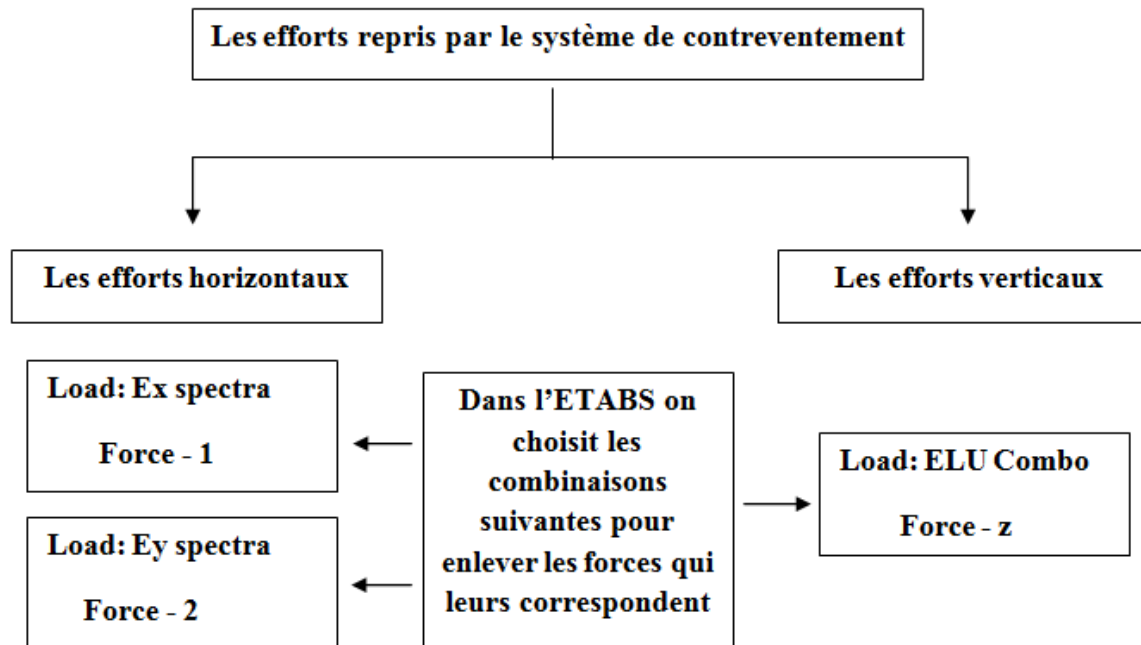 Les efforts repris par le système de contreventement
Les efforts horizontaux
Les efforts verticaux
Load: Ex spectra
Force - 1
Load: Ey spectra
Force - 2
Dans l’ETABS on
choisit les
combinaisons
suivantes pour
enlever les forces qui
leurs correspondent
Load: ELU Combo
Force - z